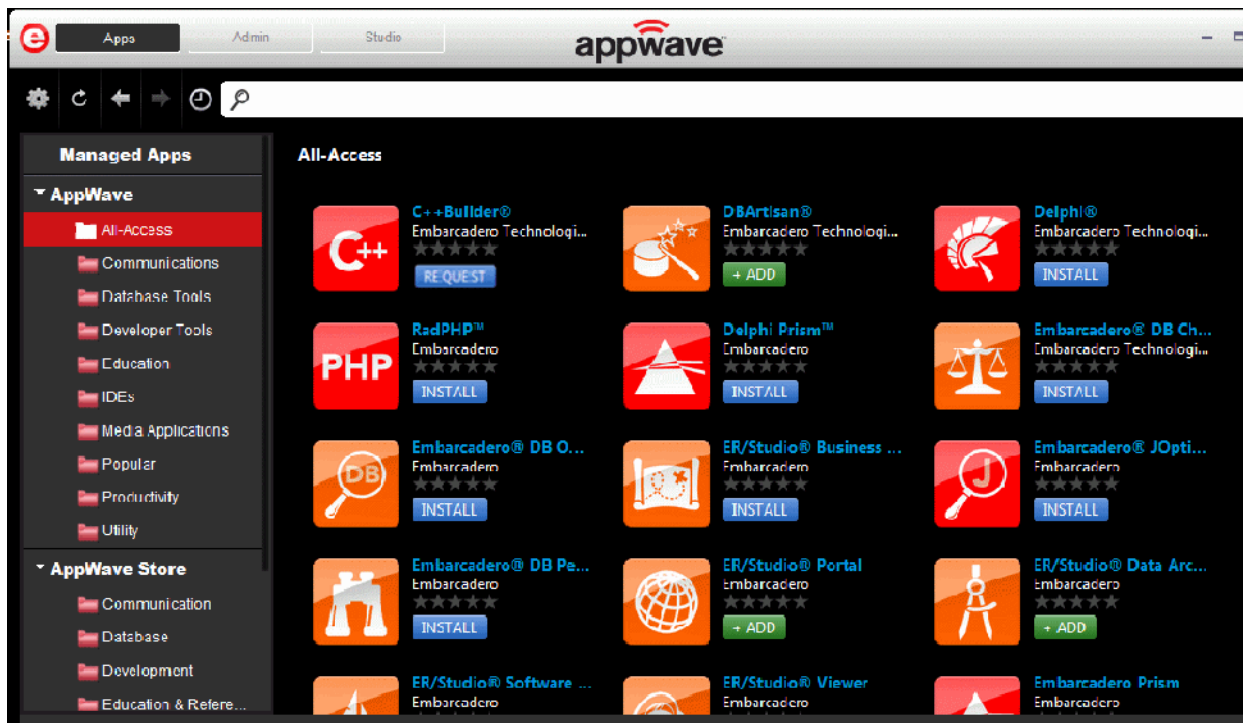 e Apps Admin Studio appwave
Managed Apps
AppWave
All-Access
Communications
Database Tools
Developer Tools
Education
IDEs
Media Applications
Popular
Productivity
Utility
AppWave Store
Communication
Database
Development
Education & Refere...
All-Access
C++
C++Builder®
Embarcadero Technologi...
REQUEST
DBArtisan®
Embarcadero Technologi...
+ ADD
Delphi®
Embarcadero Technologi...
INSTALL
PHP
RadPHP™
Embarcadero
INSTALL
Delphi Prism™
Embarcadero
INSTALL
Embarcadero® DB Ch...
Embarcadero Technologi...
INSTALL
DB
Embarcadero® DB O...
Embarcadero
INSTALL
ER/Studio® Business ...
Embarcadero
INSTALL
J
Embarcadero® JOpti...
Embarcadero
INSTALL
Embarcadero® DB Pe...
Embarcadero
INSTALL
ER/Studio® Portal
Embarcadero
+ ADD
ER/Studio® Data Arc...
Embarcadero
+ ADD
ER/Studio® Software ...
Embarcadero
ER/Studio® Viewer
Embarcadero
Embarcadero Prism
Embarcadero